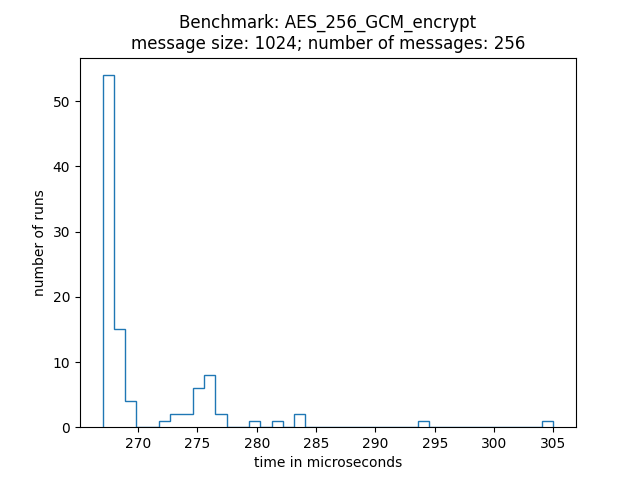 Benchmark: AES_256_GCM_encrypt
message size: 1024; number of messages: 256
number of runs
50
40
30
20
10
0
270 275 280 285 290 295 300 305
time in microseconds